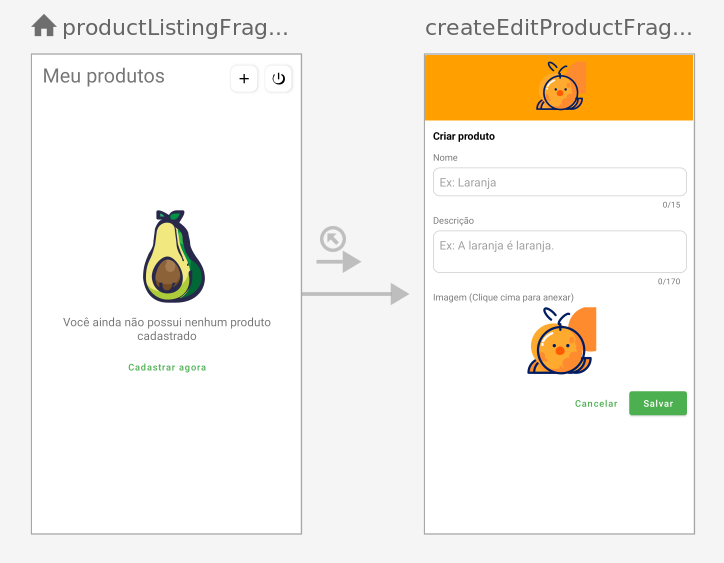 productListingFrag...
createEditProductFrag...
Meu produtos
+
Você ainda não possui nenhum produto
cadastrado
Cadastrar agora
Criar produto
Nome
Ex: Laranja
0/15
Descrição
Ex: A laranja é laranja.
0/170
Imagem (Clique cima para anexar)
Cancelar
Salvar